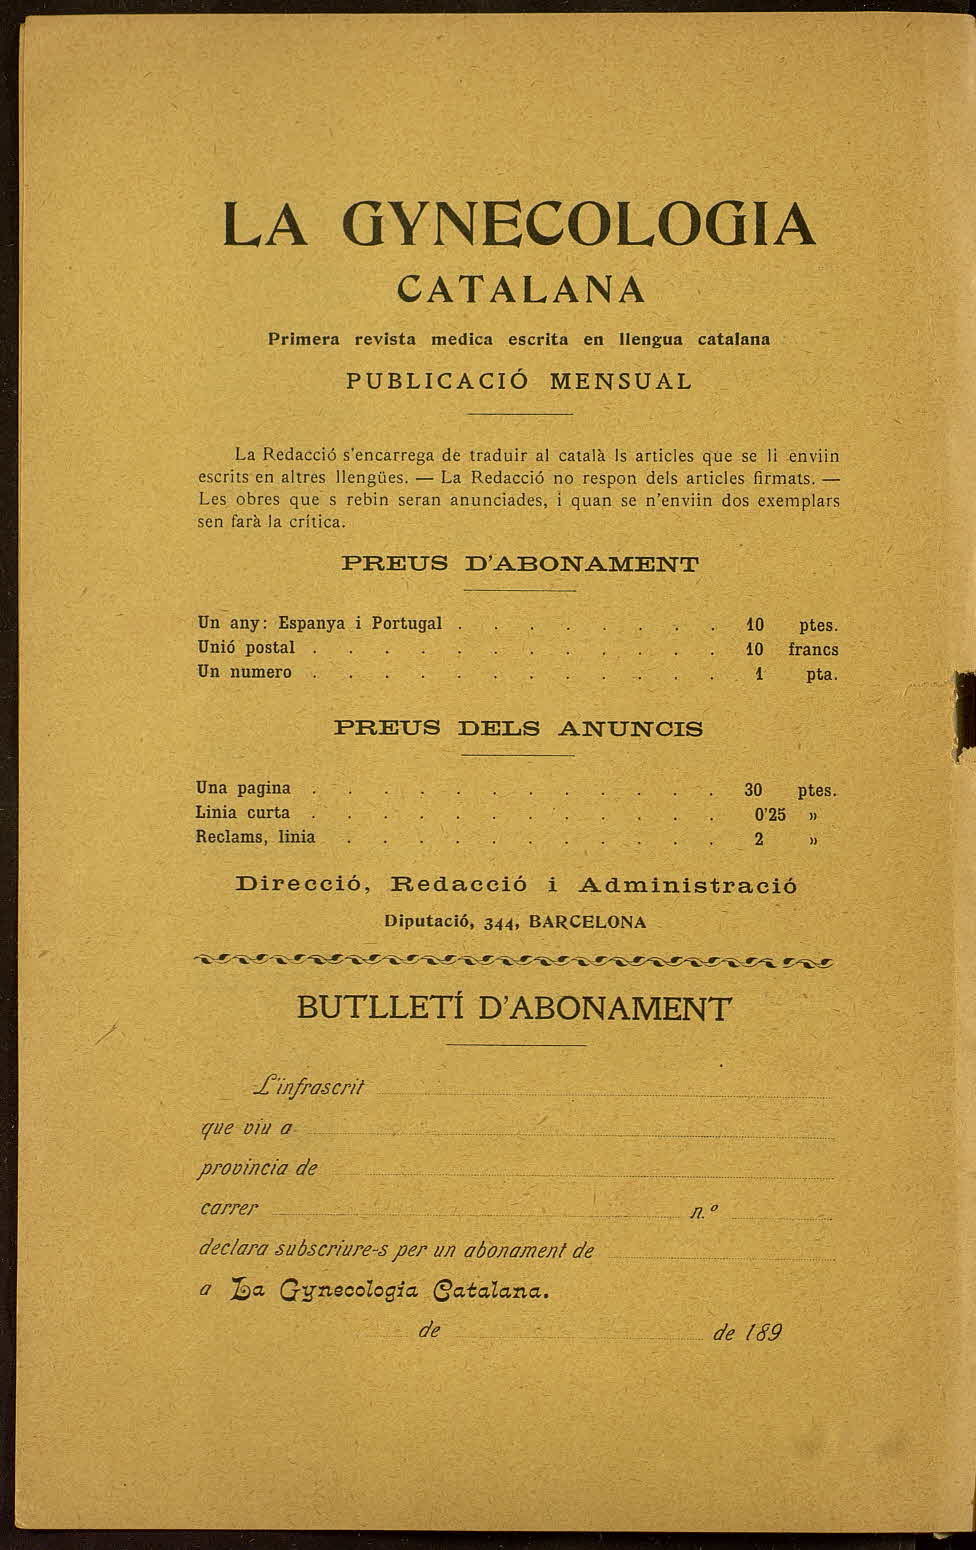 LA GYNECOLOGIA
CATALANA
Primera revista medica escrita en llengua catalana
PUBLICACIÓ MENSUAL
La Redacció s'encarrega de traduir al català ls articles que se li enviin
escrits en altres llengües. — La Redacció no respon dels articles firmats. —
Les obres que s rebin seran anunciades, i quan se n'enviin dos exemplars
sen farà la crítica.
PREUS D'ABONAMENT
Un any: Espanya i Portugal . . . . . . . . 10 ptes.
Unió postal . . . . . . . . . . . . 10 francs
Un numero . . . . . . . . . . . . 1 pta.
PREUS DELS ANUNCIS
Una pagina . . . . . . . . . . . . 30 ptes.
Linia curta . . . . . . . . . . . . 0'25 »
Reclams, linia . . . . . . . . . . . 2 »
Direcció, Redacció i Administració
Diputació, 344, BARCELONA
BUTLLETÍ D'ABONAMENT
L'infrascrit
que viu a
provincia de
carrer n.º
declara subscriure-s per un abonament de
a La Gynecologia Catalana.
de de 189